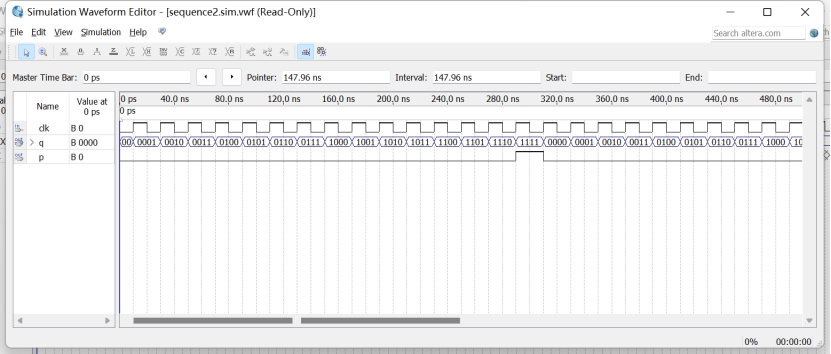 Simulation Waveform Editor - [sequence2.sim.vwf (Read-Only)]
File Edit View Simulation Help
Search altera.com
Master Time Bar: 0 ps Pointer: 147.96 ns Interval: 147.96 ns Start: End:
Name Value at 0 ps
0 ps 40.0 ns 80.0 ns 120.0 ns 160.0 ns 200.0 ns 240.0 ns 280.0 ns 320.0 ns 360.0 ns 400.0 ns 440.0 ns 480.0 ns
0 ps
clk B 0
q B 0000 00 0001 0010 0011 0100 0101 0110 0111 1000 1001 1010 1011 1100 1101 1110 1111 0000 0001 0010 0011 0100 0101 0110 0111 1000 10
p B 0
0% 00:00:00